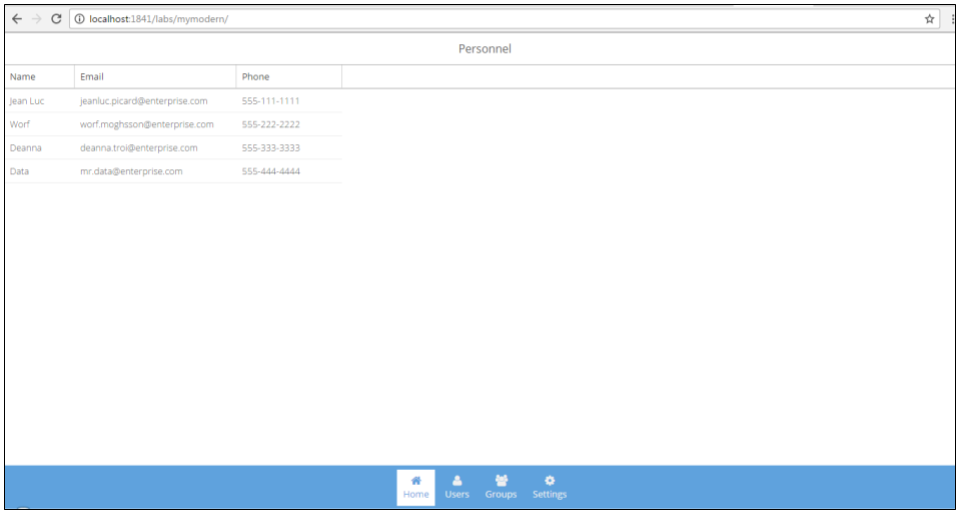 localhost:1841/labs/mymodern/
Personnel
Name Email Phone
Jean Luc jeanluc.picard@enterprise.com 555-111-1111
Worf worf.moghsson@enterprise.com 555-222-2222
Deanna deanna.troi@enterprise.com 555-333-3333
Data mr.data@enterprise.com 555-444-4444
Home Users Groups Settings